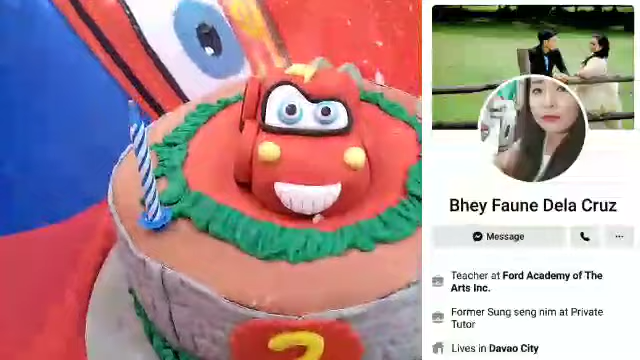 2
Bhey Faune Dela Cruz
Message
Teacher at Ford Academy of The
Arts Inc.
Former Sung seng nim at Private
Tutor
Lives in Davao City